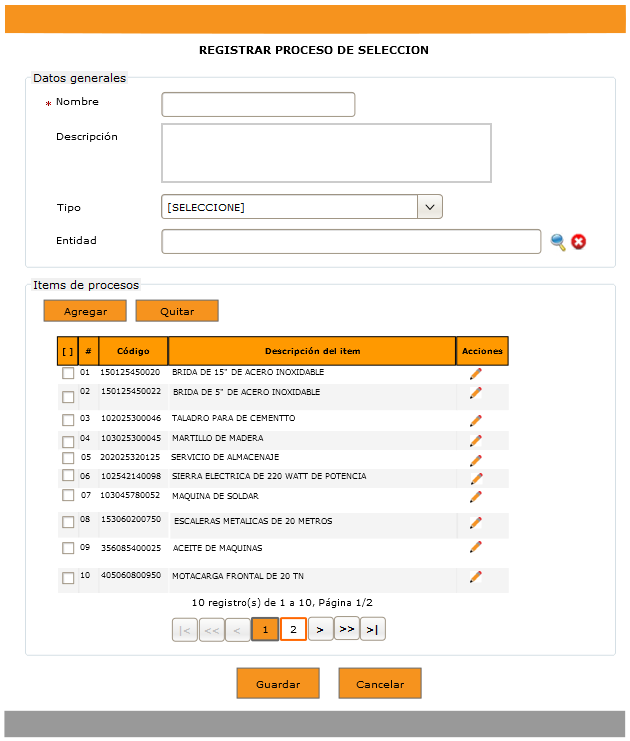 REGISTRAR PROCESO DE SELECCION
Datos generales
* Nombre
Descripción
Tipo [SELECCIONE]
Entidad
Items de procesos
Agregar Quitar
[ ] # Código Descripción del item Acciones
01 150125450020 BRIDA DE 15" DE ACERO INOXIDABLE
02 150125450022 BRIDA DE 5" DE ACERO INOXIDABLE
03 102025300046 TALADRO PARA DE CEMENTTO
04 103025300045 MARTILLO DE MADERA
05 202025320125 SERVICIO DE ALMACENAJE
06 102542140098 SIERRA ELECTRICA DE 220 WATT DE POTENCIA
07 103045780052 MAQUINA DE SOLDAR
08 153060200750 ESCALERAS METALICAS DE 20 METROS
09 356085400025 ACEITE DE MAQUINAS
10 405060800950 MOTACARGA FRONTAL DE 20 TN
10 registro(s) de 1 a 10, Página 1/2
|< << < 1 2 > >> >|
Guardar Cancelar